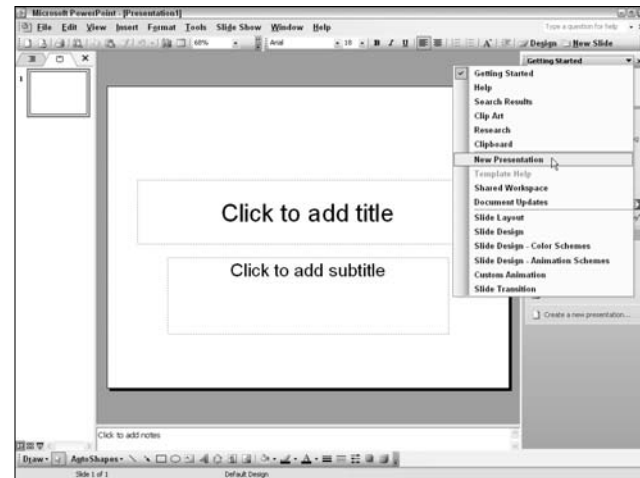 Microsoft PowerPoint - [Presentation1]
File Edit View Insert Format Tools Slide Show Window Help
Type a question for help
68% Arial 18 B I U Design New Slide
Getting Started
1
Getting Started
Help
Search Results
Clip Art
Research
Clipboard
New Presentation
Template Help
Shared Workspace
Document Updates
Slide Layout
Slide Design
Slide Design - Color Schemes
Slide Design - Animation Schemes
Custom Animation
Slide Transition
Click to add title
Click to add subtitle
Create a new presentation...
Click to add notes
Draw AutoShapes
Slide 1 of 1 Default Design